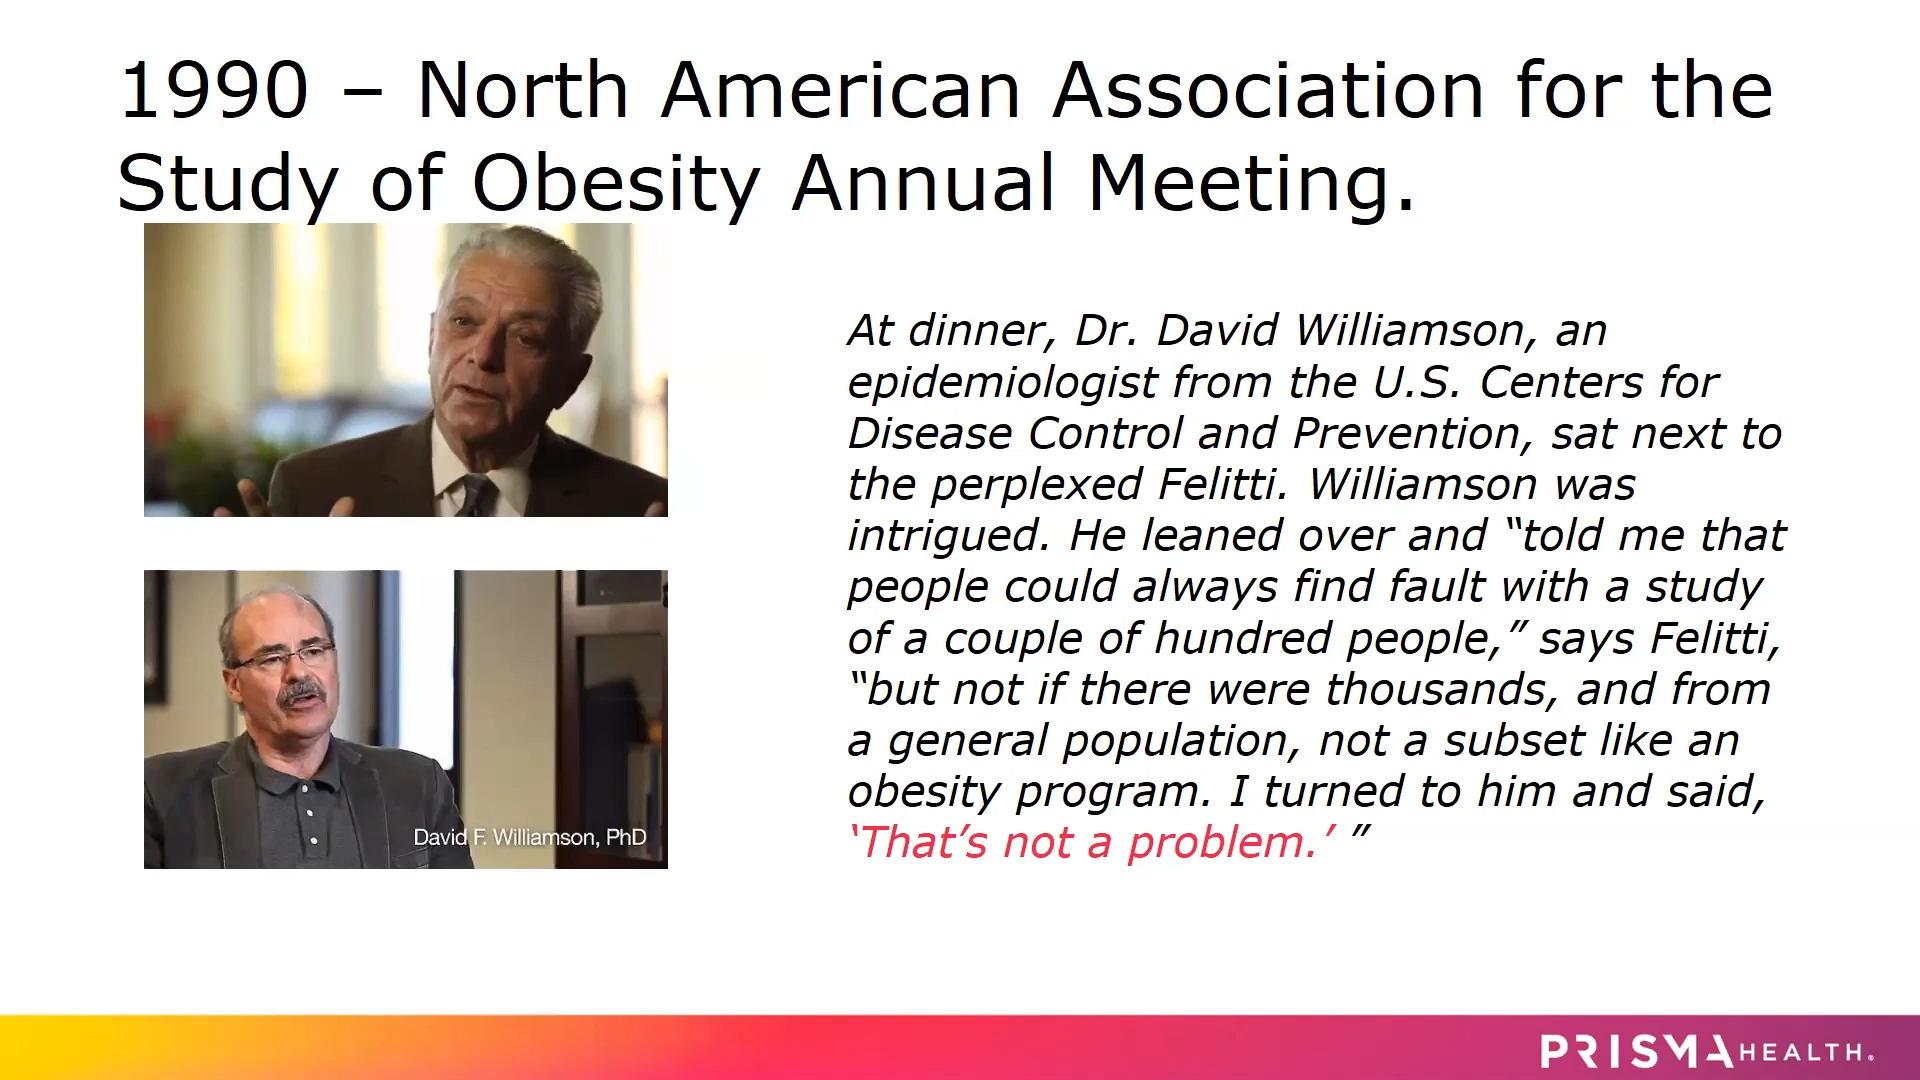 1990 – North American Association for the
Study of Obesity Annual Meeting.
At dinner, Dr. David Williamson, an
epidemiologist from the U.S. Centers for
Disease Control and Prevention, sat next to
the perplexed Felitti. Williamson was
intrigued. He leaned over and “told me that
people could always find fault with a study
of a couple of hundred people,” says Felitti,
“but not if there were thousands, and from
a general population, not a subset like an
obesity program. I turned to him and said,
‘That’s not a problem.’ ”
David F. Williamson, PhD
PRISMA HEALTH.